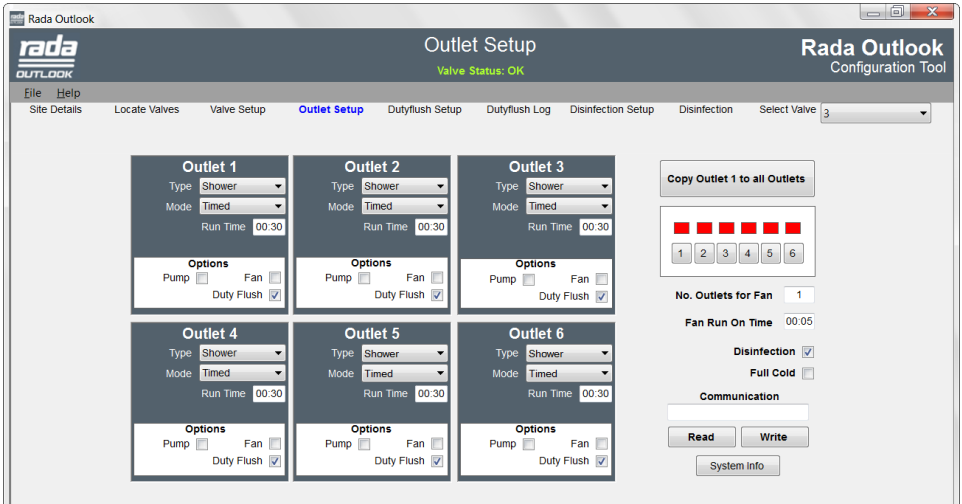 rada Rada Outlook
rada
OUTLOOK
Outlet Setup
Valve Status: OK
Rada Outlook
Configuration Tool
File Help
Site Details Locate Valves Valve Setup Outlet Setup Dutyflush Setup Dutyflush Log Disinfection Setup Disinfection Select Valve 3
Outlet 1
Type Shower
Mode Timed
Run Time 00:30
Options
Pump Fan
Duty Flush
Outlet 2
Type Shower
Mode Timed
Run Time 00:30
Options
Pump Fan
Duty Flush
Outlet 3
Type Shower
Mode Timed
Run Time 00:30
Options
Pump Fan
Duty Flush
Copy Outlet 1 to all Outlets
1 2 3 4 5 6
No. Outlets for Fan 1
Fan Run On Time 00:05
Disinfection
Full Cold
Communication
Read Write
System Info
Outlet 4
Type Shower
Mode Timed
Run Time 00:30
Options
Pump Fan
Duty Flush
Outlet 5
Type Shower
Mode Timed
Run Time 00:30
Options
Pump Fan
Duty Flush
Outlet 6
Type Shower
Mode Timed
Run Time 00:30
Options
Pump Fan
Duty Flush